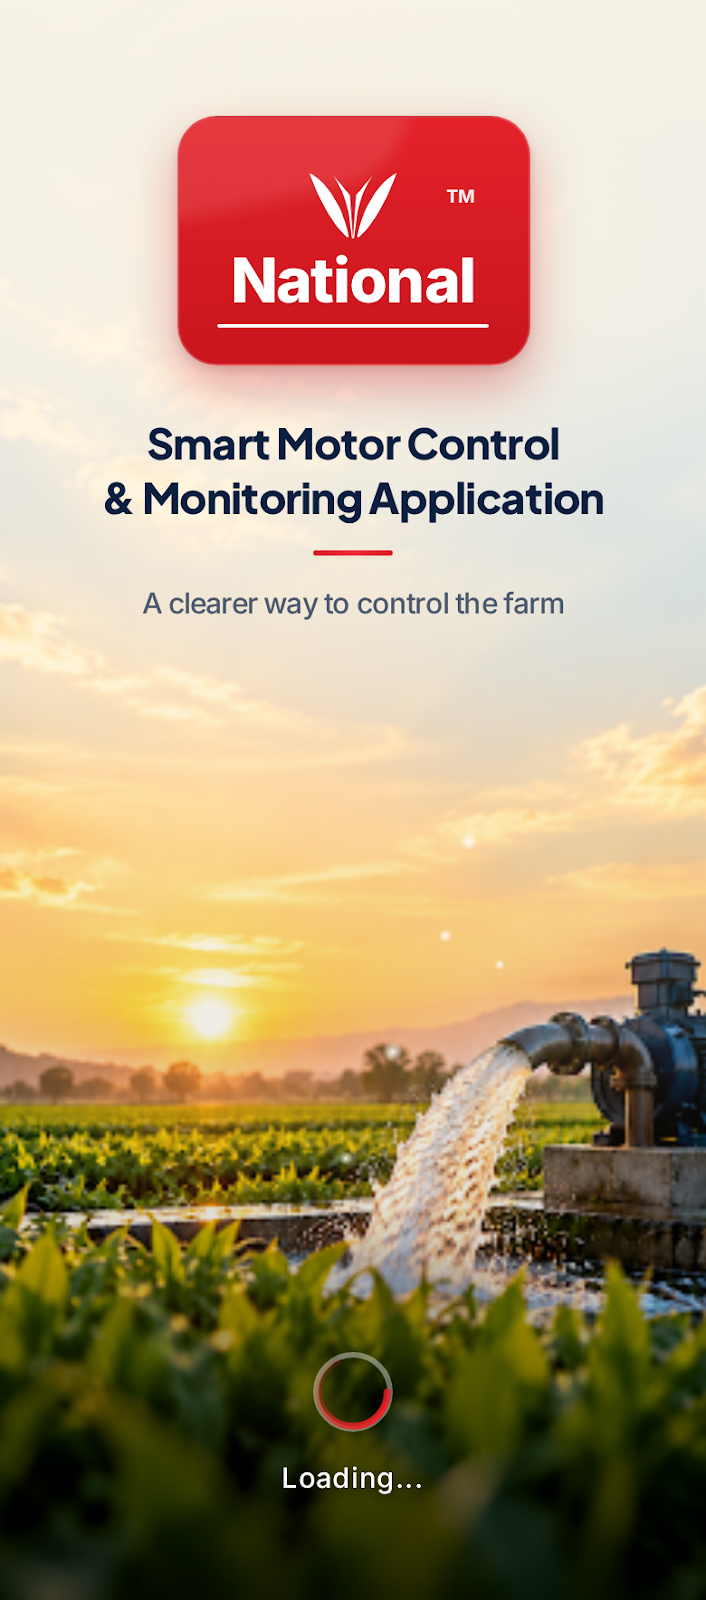 TM
National
Smart Motor Control
& Monitoring Application
A clearer way to control the farm
Loading...